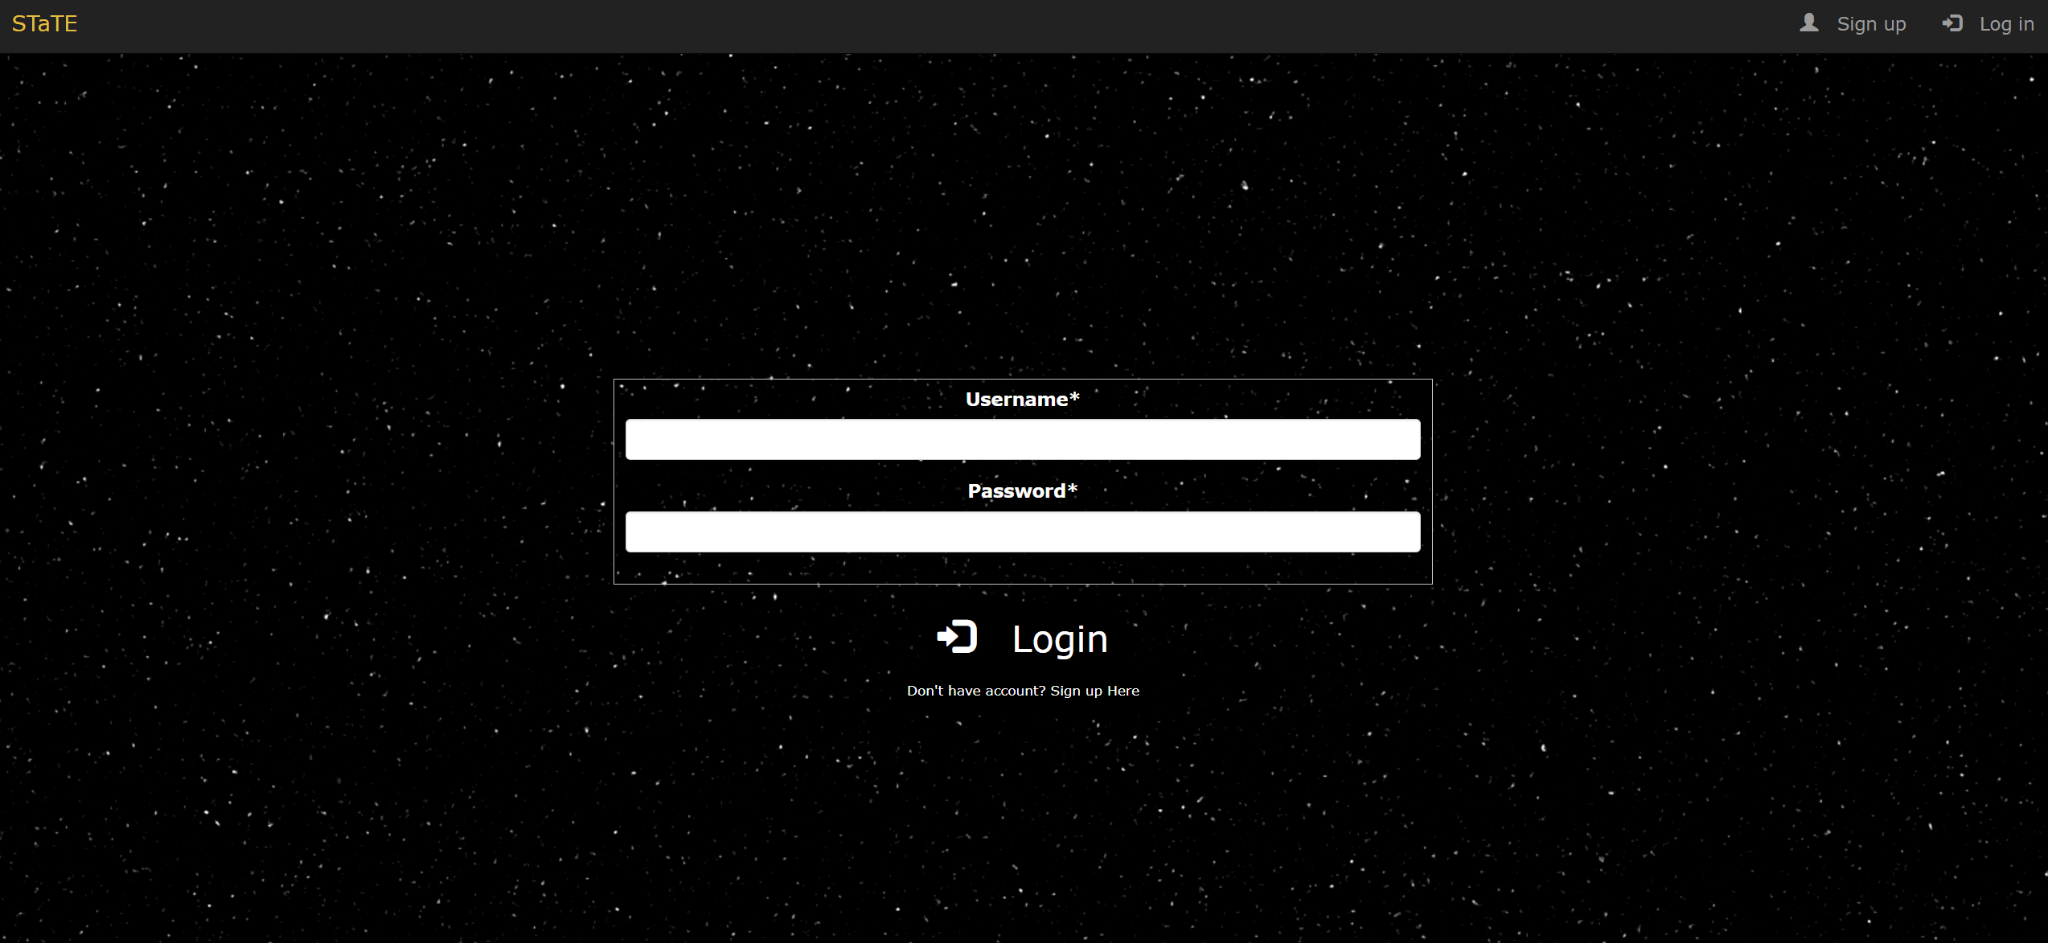 STaTE
Sign up
Log in
Username*
Password*
Login
Don't have account? Sign up Here